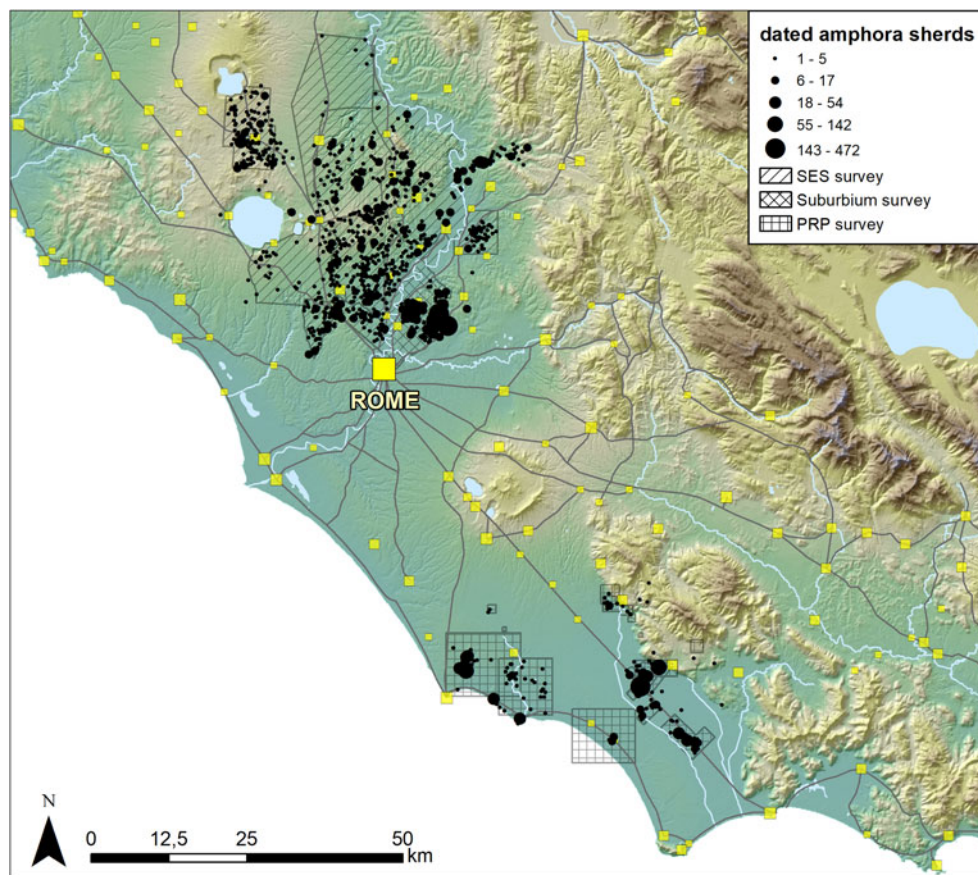 dated amphora sherds
1 - 5
6 - 17
18 - 54
55 - 142
143 - 472
SES survey
Suburbium survey
PRP survey
ROME
N
0 12,5 25 50
km